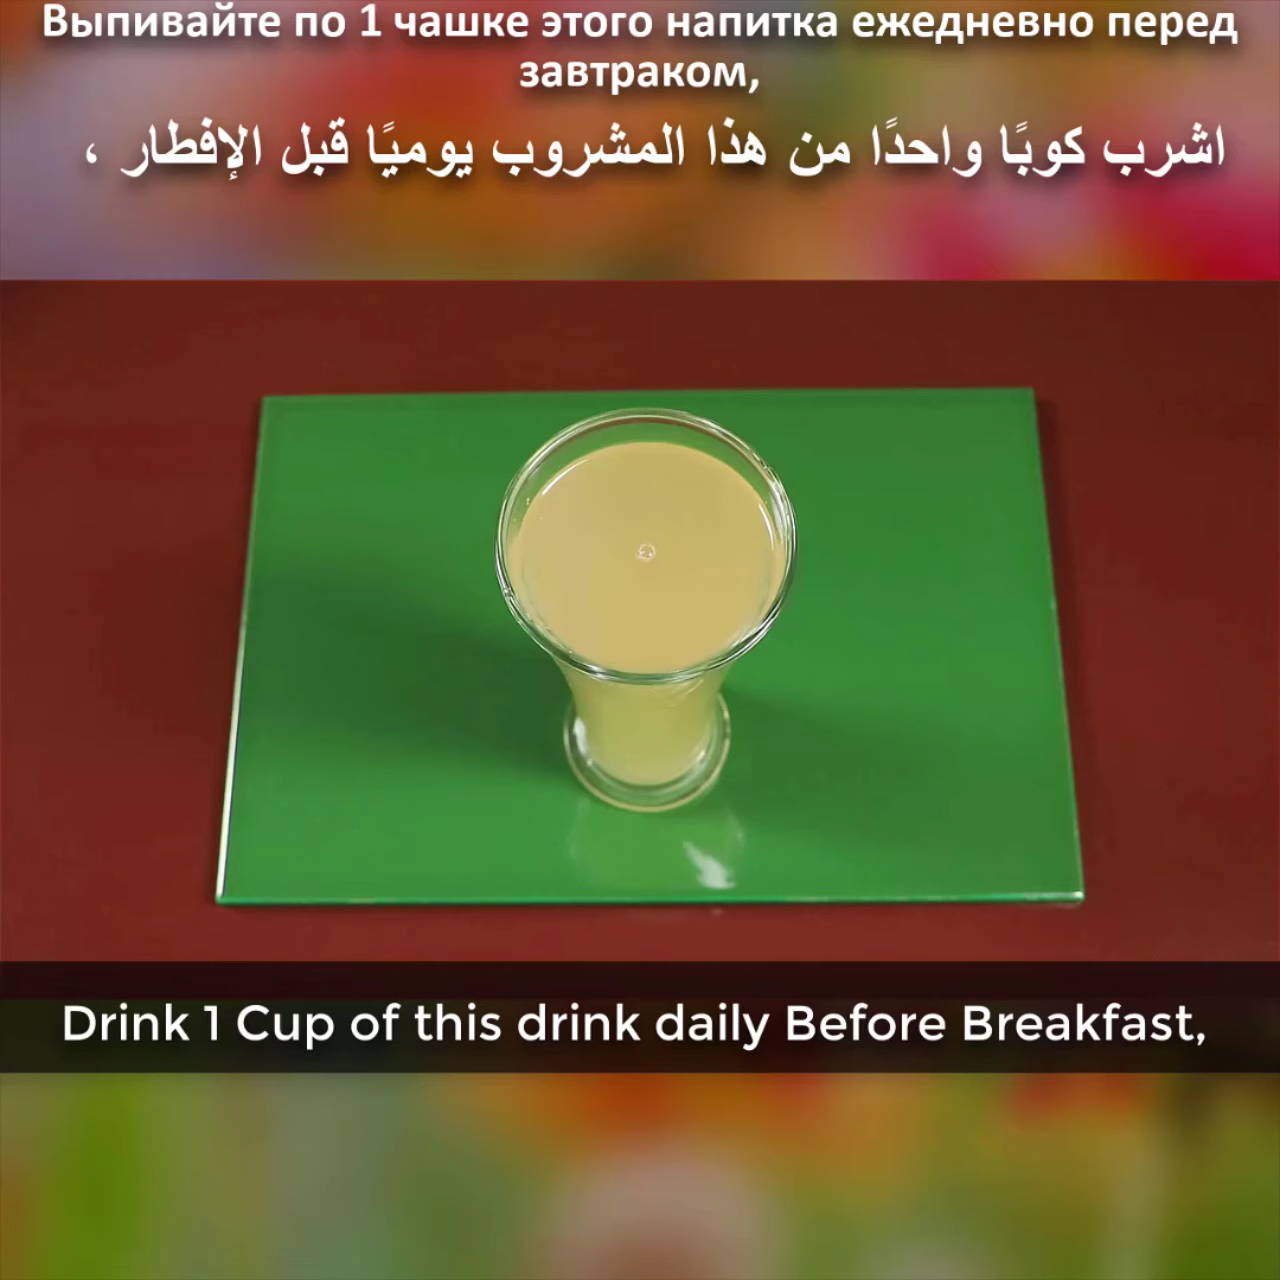 Выпивайте по 1 чашке этого напитка ежедневно перед
завтраком,
اشرب كوبًا واحدًا من هذا المشروب يوميًا قبل الإفطار ،
Drink 1 Cup of this drink daily Before Breakfast,